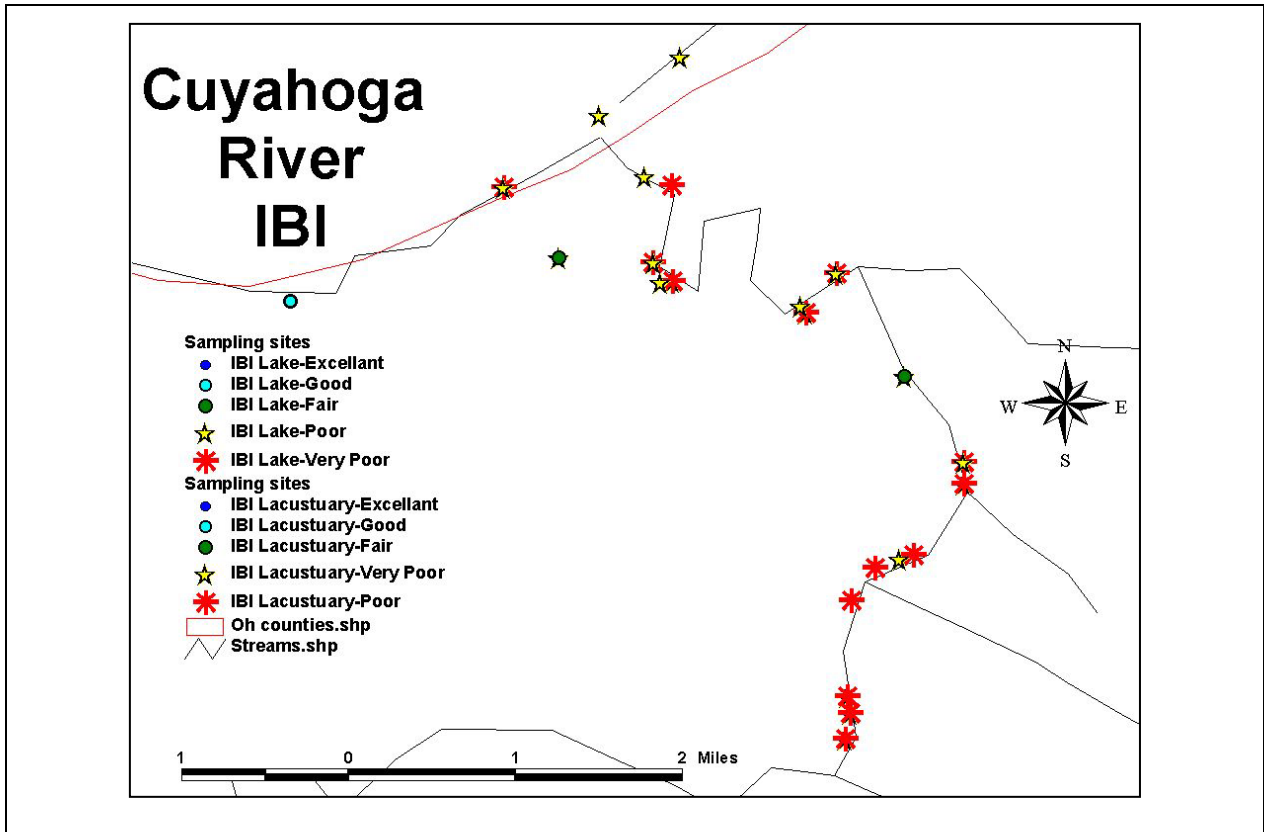 Cuyahoga
River
IBI
Sampling sites
IBI Lake-Excellant
IBI Lake-Good
IBI Lake-Fair
IBI Lake-Poor
IBI Lake-Very Poor
Sampling sites
IBI Lacustuary-Excellant
IBI Lacustuary-Good
IBI Lacustuary-Fair
IBI Lacustuary-Very Poor
IBI Lacustuary-Poor
Oh counties.shp
Streams.shp
N
W E
S
1 0 1 2 Miles